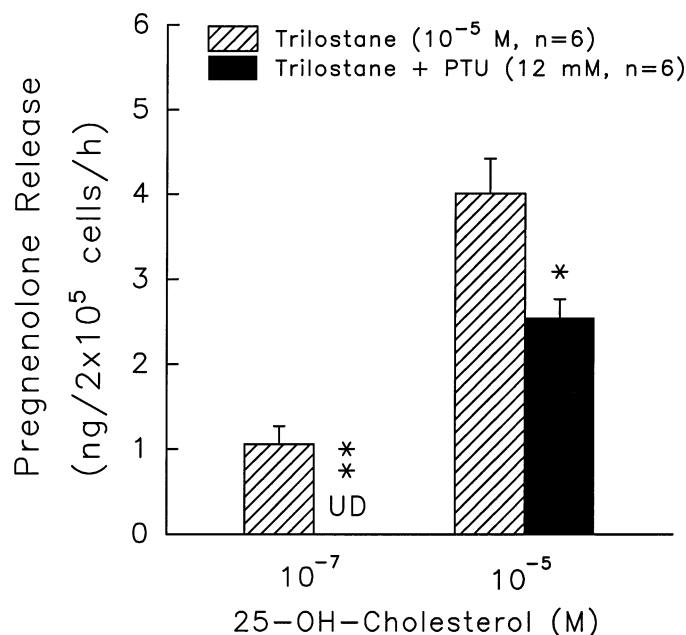 Trilostane (10⁻⁵ M, n=6)
Trilostane + PTU (12 mM, n=6)
Pregnenolone Release
(ng/2x10⁵ cells/h)
6
5
4
3
2
1
0
*
*
*
UD
10⁻⁷
10⁻⁵
25-OH-Cholesterol (M)